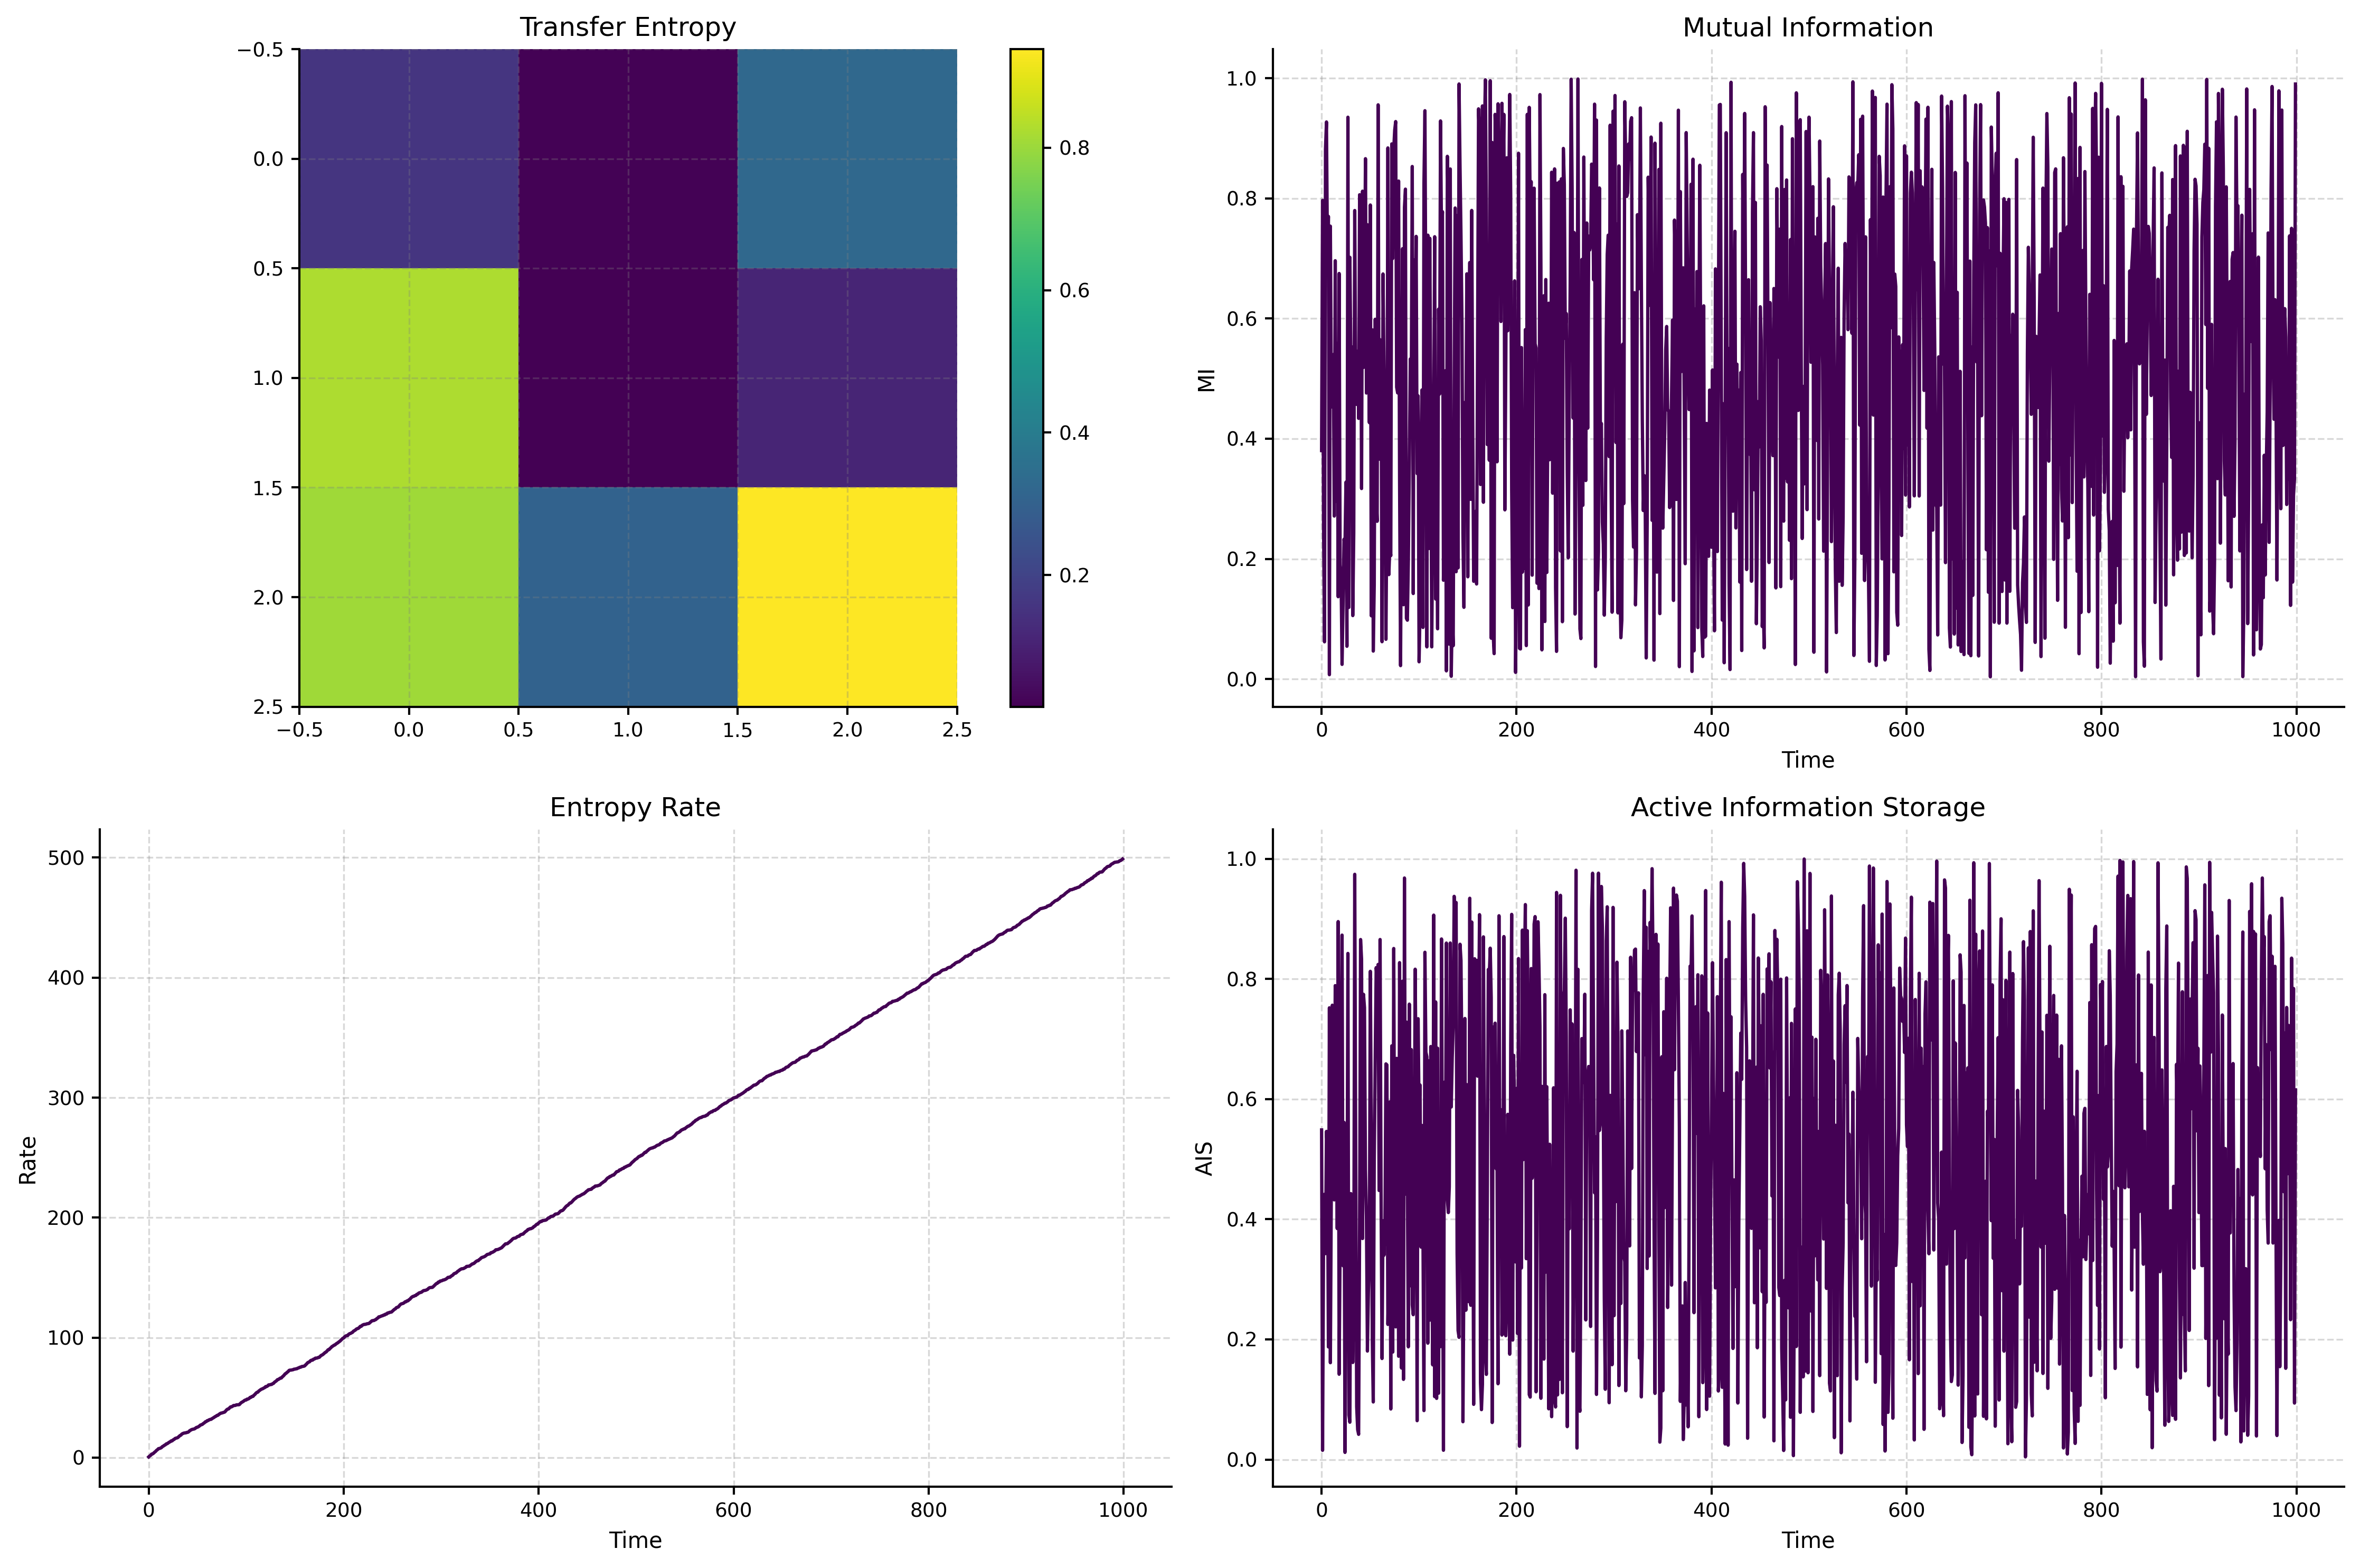 Transfer Entropy
−0.5
0.0
0.5
1.0
1.5
2.0
2.5
−0.5 0.0 0.5 1.0 1.5 2.0 2.5
0.8
0.6
0.4
0.2
Mutual Information
1.0
0.8
0.6
0.4
0.2
0.0
MI
0 200 400 600 800 1000
Time
Entropy Rate
500
400
300
200
100
0
Rate
0 200 400 600 800 1000
Time
Active Information Storage
1.0
0.8
0.6
0.4
0.2
0.0
AIS
0 200 400 600 800 1000
Time